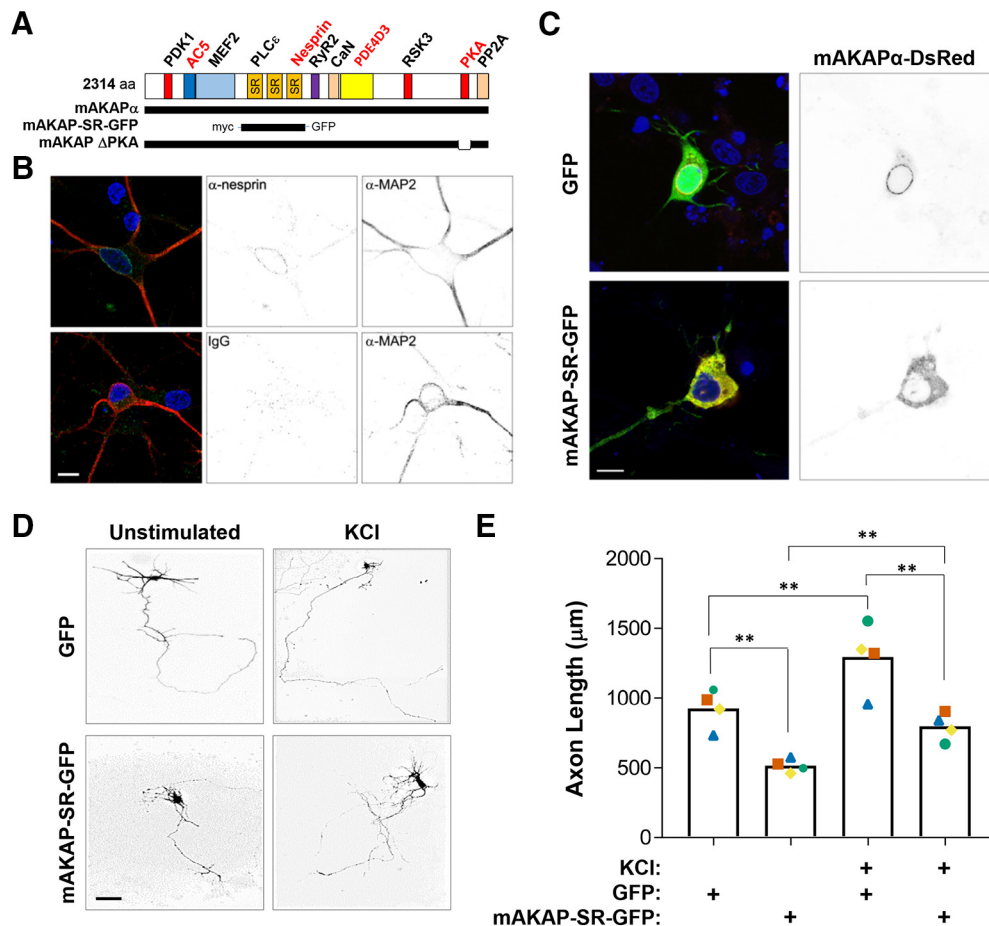 A
PDK1 AC5 MEF2 PLCε Nesprin RyR2 CaN PDE4D3 RSK3 PKA PP2A
2314 aa SR SR SR
mAKAPα
mAKAP-SR-GFP myc GFP
mAKAP ΔPKA
B
α-nesprin α-MAP2
IgG α-MAP2
C
mAKAPα-DsRed
GFP
mAKAP-SR-GFP
D
Unstimulated KCl
GFP
mAKAP-SR-GFP
E
**
** **
**
2000
1500
1000
500
0
Axon Length (μm)
KCl: + +
GFP: + +
mAKAP-SR-GFP: + +